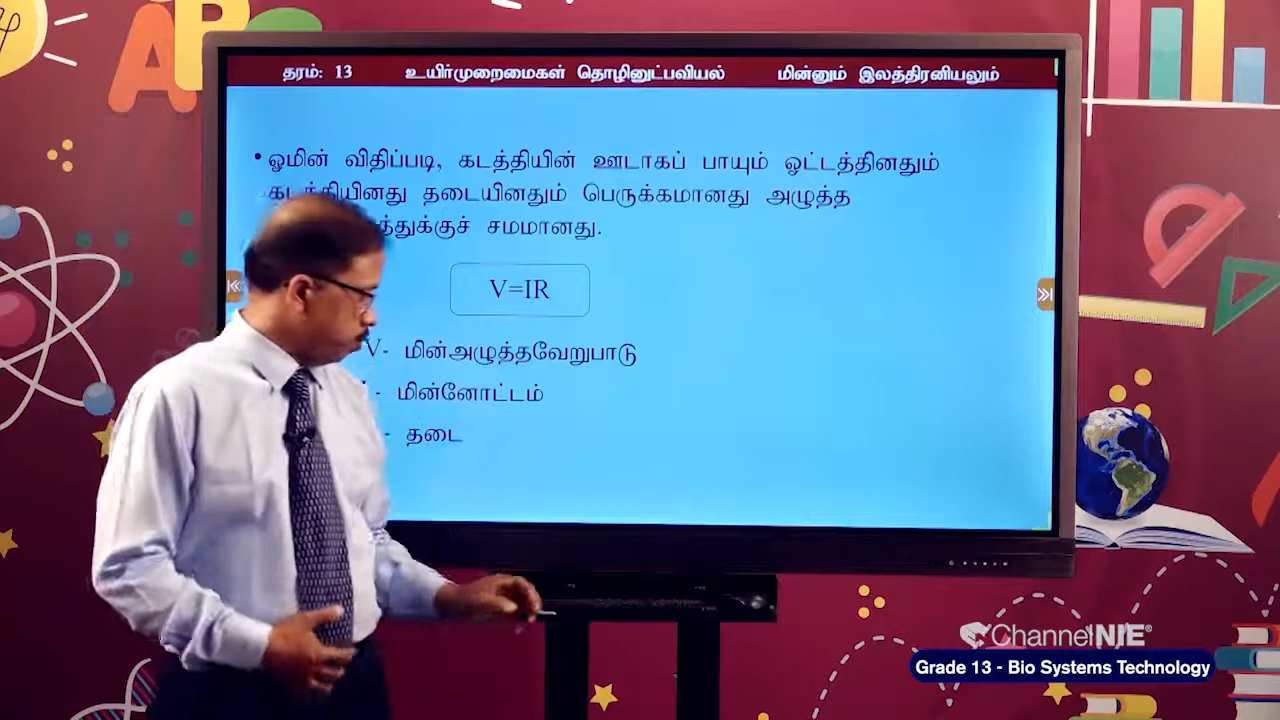 தரம்: 13 உயிர்முறைமைகள் தொழினுட்பவியல் மின்னும் இலத்திரனியலும்
• ஓமின் விதிப்படி, கடத்தியின் ஊடாகப் பாயும் ஓட்டத்தினதும்
தடையினதும் பெருக்கமானது அழுத்த
சமமானது.
V=IR
V- மின்அழுத்தவேறுபாடு
- மின்னோட்டம்
- தடை
ChannelNIE®
Grade 13 - Bio Systems Technology